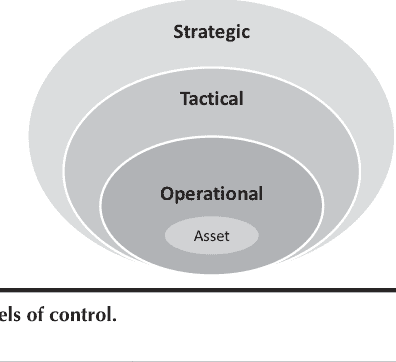 Strategic
Tactical
Operational
Asset
els of control.